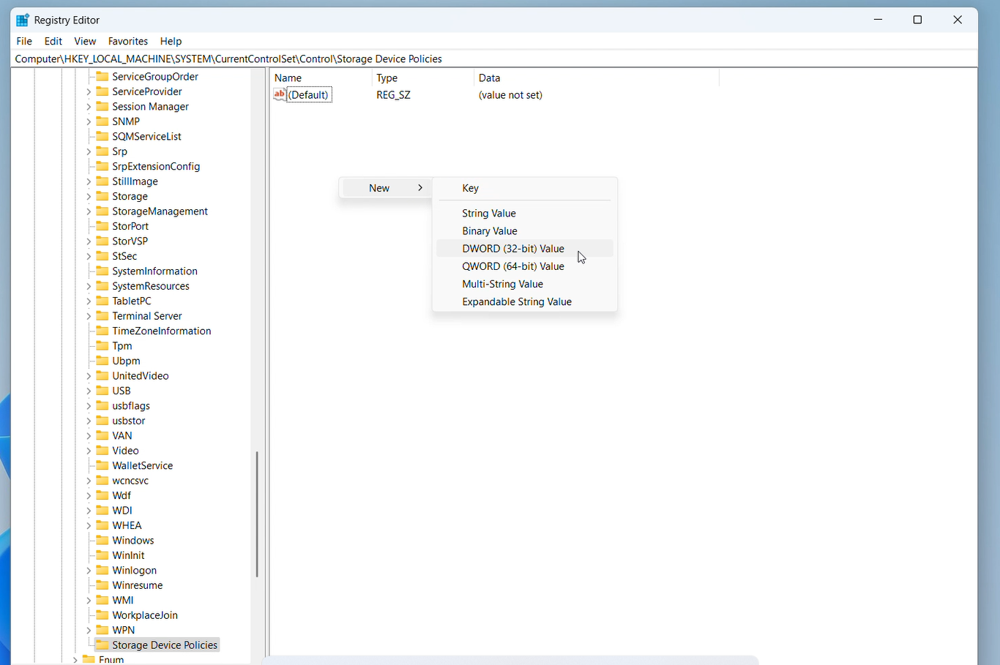 Registry Editor
File Edit View Favorites Help
Computer\HKEY_LOCAL_MACHINE\SYSTEM\CurrentControlSet\Control\Storage Device Policies
ServiceGroupOrder
ServiceProvider
Session Manager
SNMP
SQMServiceList
Srp
SrpExtensionConfig
StillImage
Storage
StorageManagement
StorPort
StorVSP
StSec
SystemInformation
SystemResources
TabletPC
Terminal Server
TimeZoneInformation
Tpm
Ubpm
UnitedVideo
USB
usbflags
usbstor
VAN
Video
WalletService
wcncsvc
Wdf
WDI
WHEA
Windows
WinInit
Winlogon
Winresume
WMI
WorkplaceJoin
WPN
Storage Device Policies
Enum
Name Type Data
ab (Default) REG_SZ (value not set)
New
Key
String Value
Binary Value
DWORD (32-bit) Value
QWORD (64-bit) Value
Multi-String Value
Expandable String Value